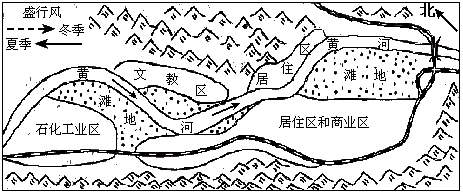 盛行风
冬季
夏季
北
黄
河
文
教
区
居
住
区
黄
河
滩
地
滩
地
河
石化工业区
居住区和商业区